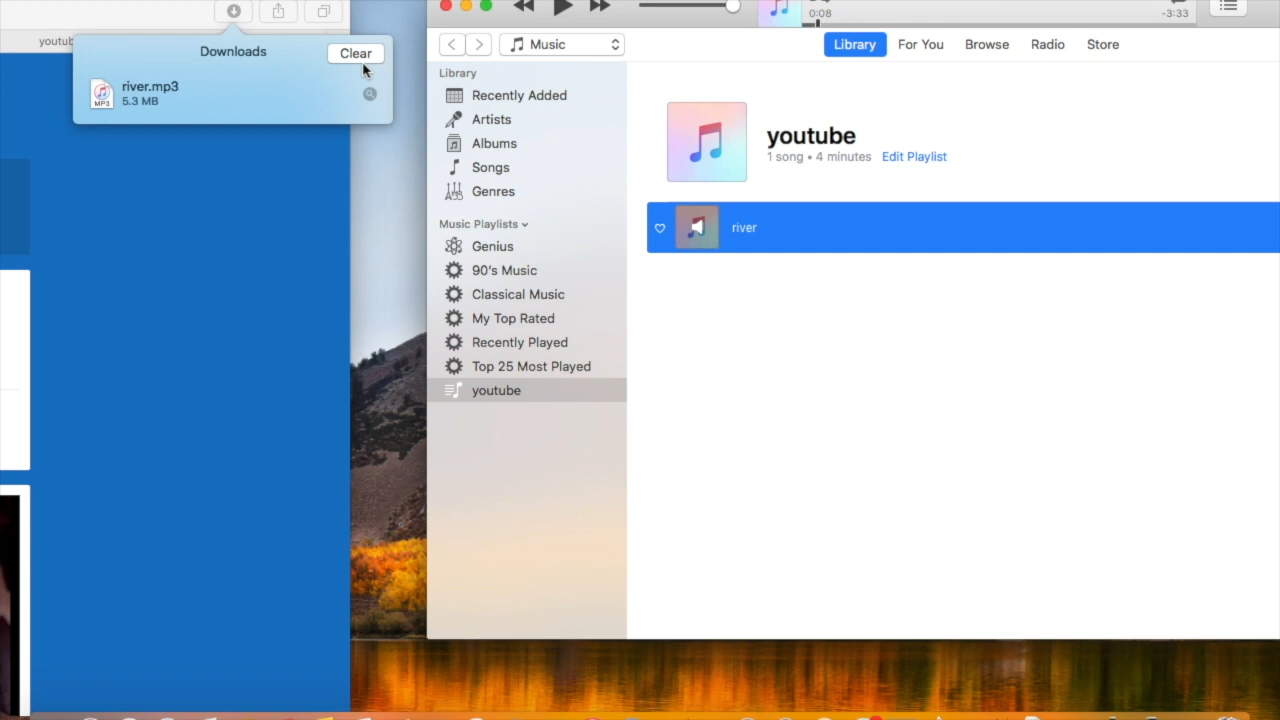 0:08
-3:33
youtub
Downloads
Clear
river.mp3
5.3 MB
MP3
Music
Library
For You
Browse
Radio
Store
Library
Recently Added
Artists
Albums
Songs
Genres
Music Playlists
Genius
90's Music
Classical Music
My Top Rated
Recently Played
Top 25 Most Played
youtube
youtube
1 song • 4 minutes Edit Playlist
river